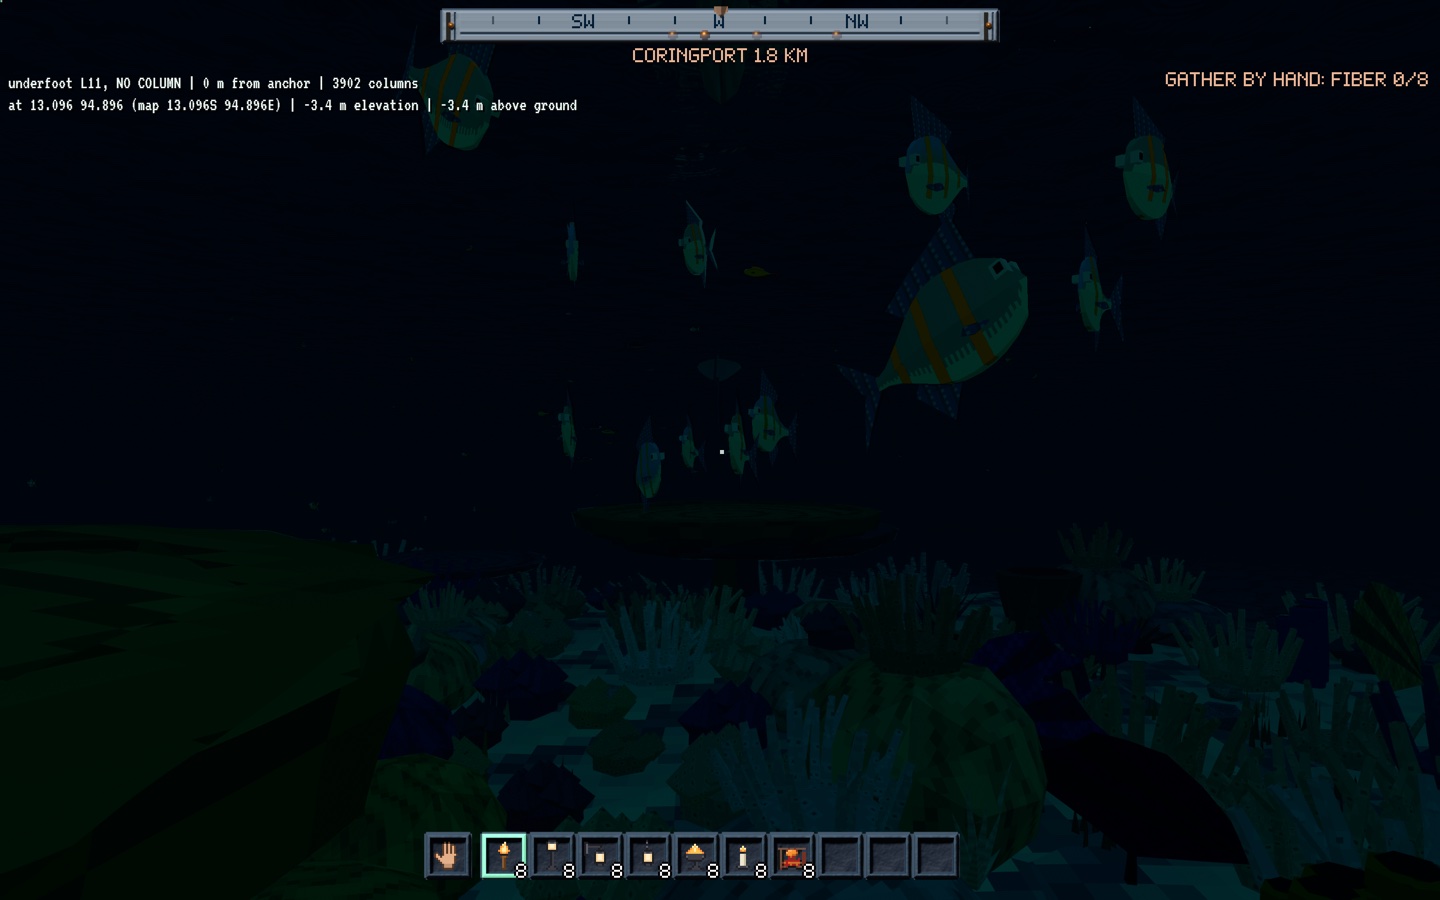 SW W NW
CORINGPORT 1.8 KM
underfoot L11, NO COLUMN | 0 m from anchor | 3902 columns
GATHER BY HAND: FIBER 0/8
at 13.096 94.896 (map 13.096S 94.896E) | -3.4 m elevation | -3.4 m above ground
8 8 8 8 8 8 8